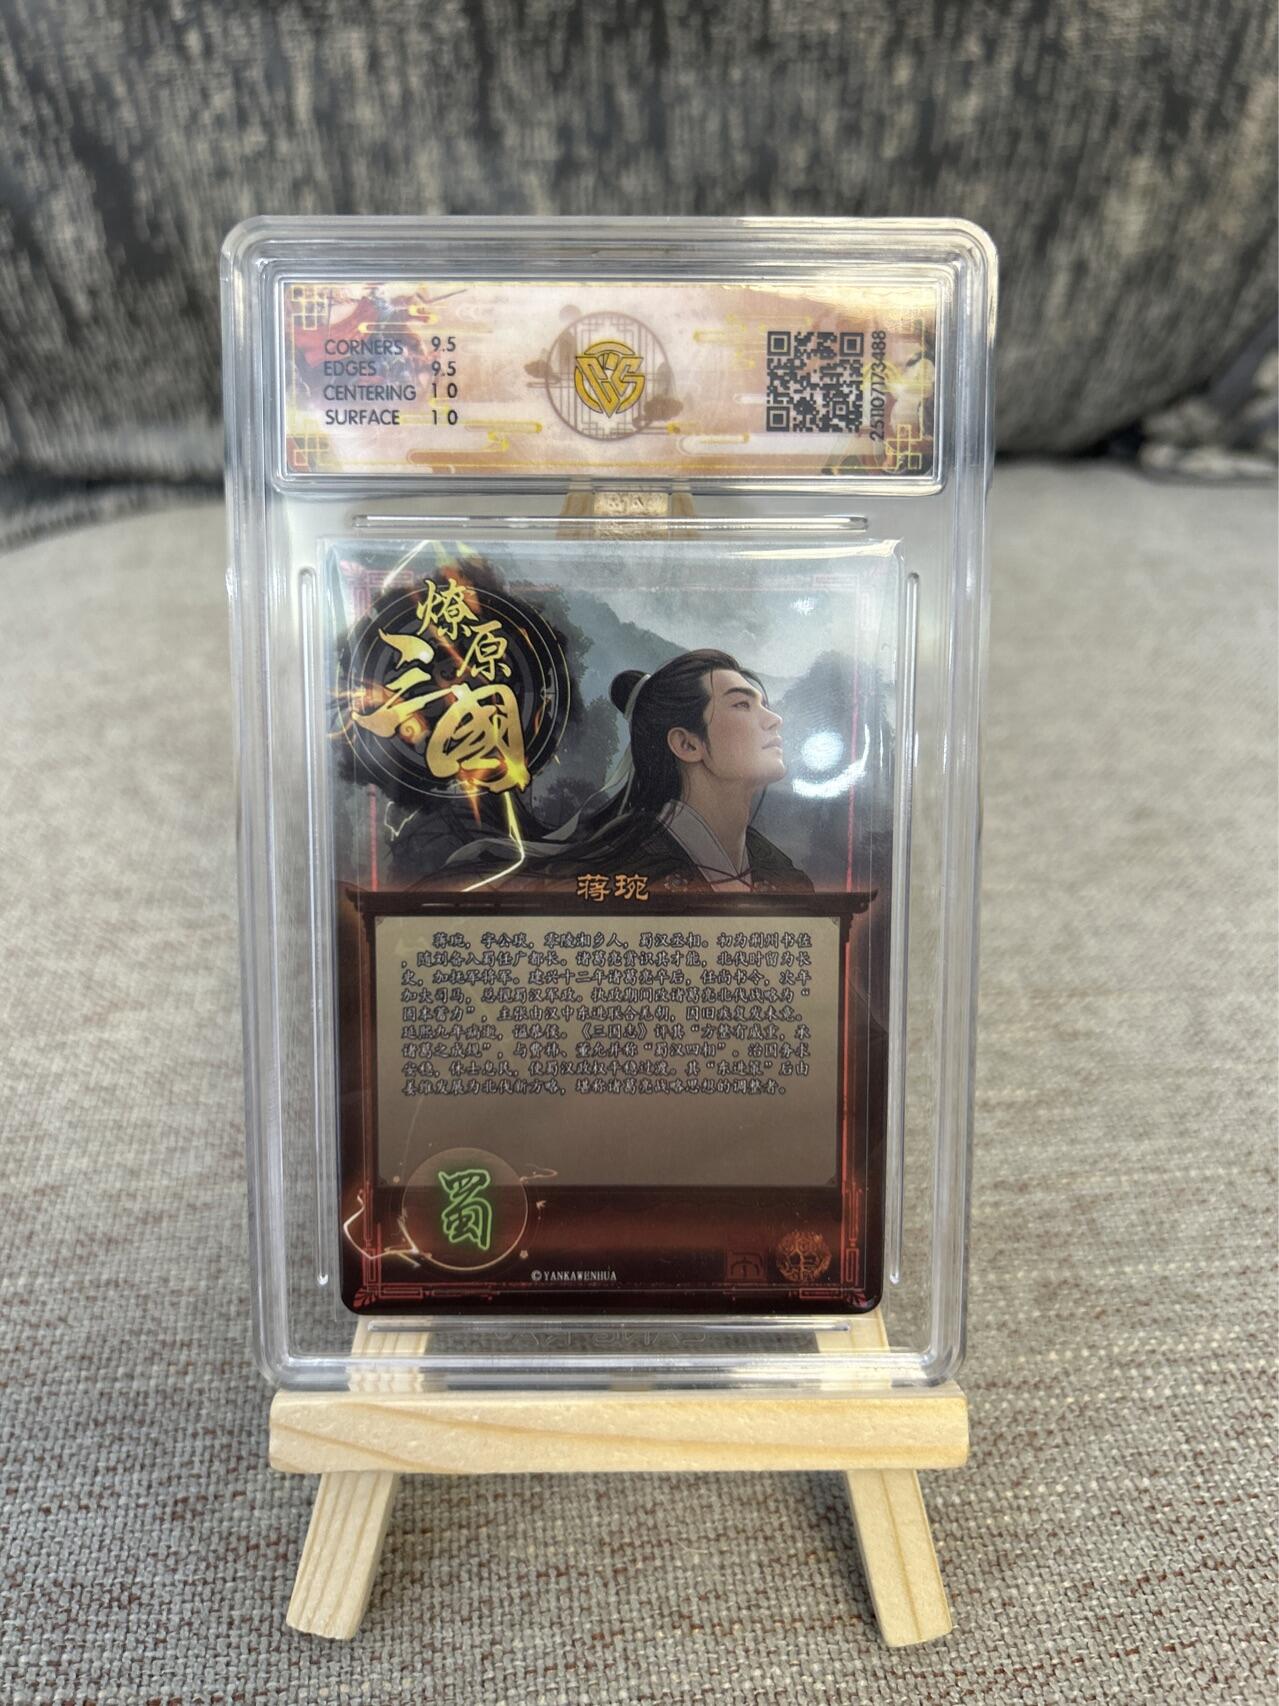 CORNERS 9.5
EDGES 9.5
CENTERING 10
SURFACE 10
251107173488
燎原
三國
蒋琬
蒋琬，字公琰，零陵湘乡人，蜀汉丞相。初为荆州书佐
，随刘备入蜀任广都长。诸葛亮赏识其才能，北伐时留为长
史，加抚军将军。建兴十二年诸葛亮卒后，任尚书令，次年
加大司马，总摄蜀汉军政。执政期间改诸葛亮北伐战略为“
固本蓄力”，主张由汉中东进联合羌胡，因旧疾复发未竟。
延熙九年病逝，谥恭侯。《三国志》评其“方整有威重，承
诸葛之成规”，与费祎、董允并称“蜀汉四相”。治国务求
安稳，休士息民，使蜀汉政权平稳过渡。其“东进策”后由
姜维发展为北伐新方略，堪称诸葛亮战略思想的调整者。
蜀
©YANKAWENHUA